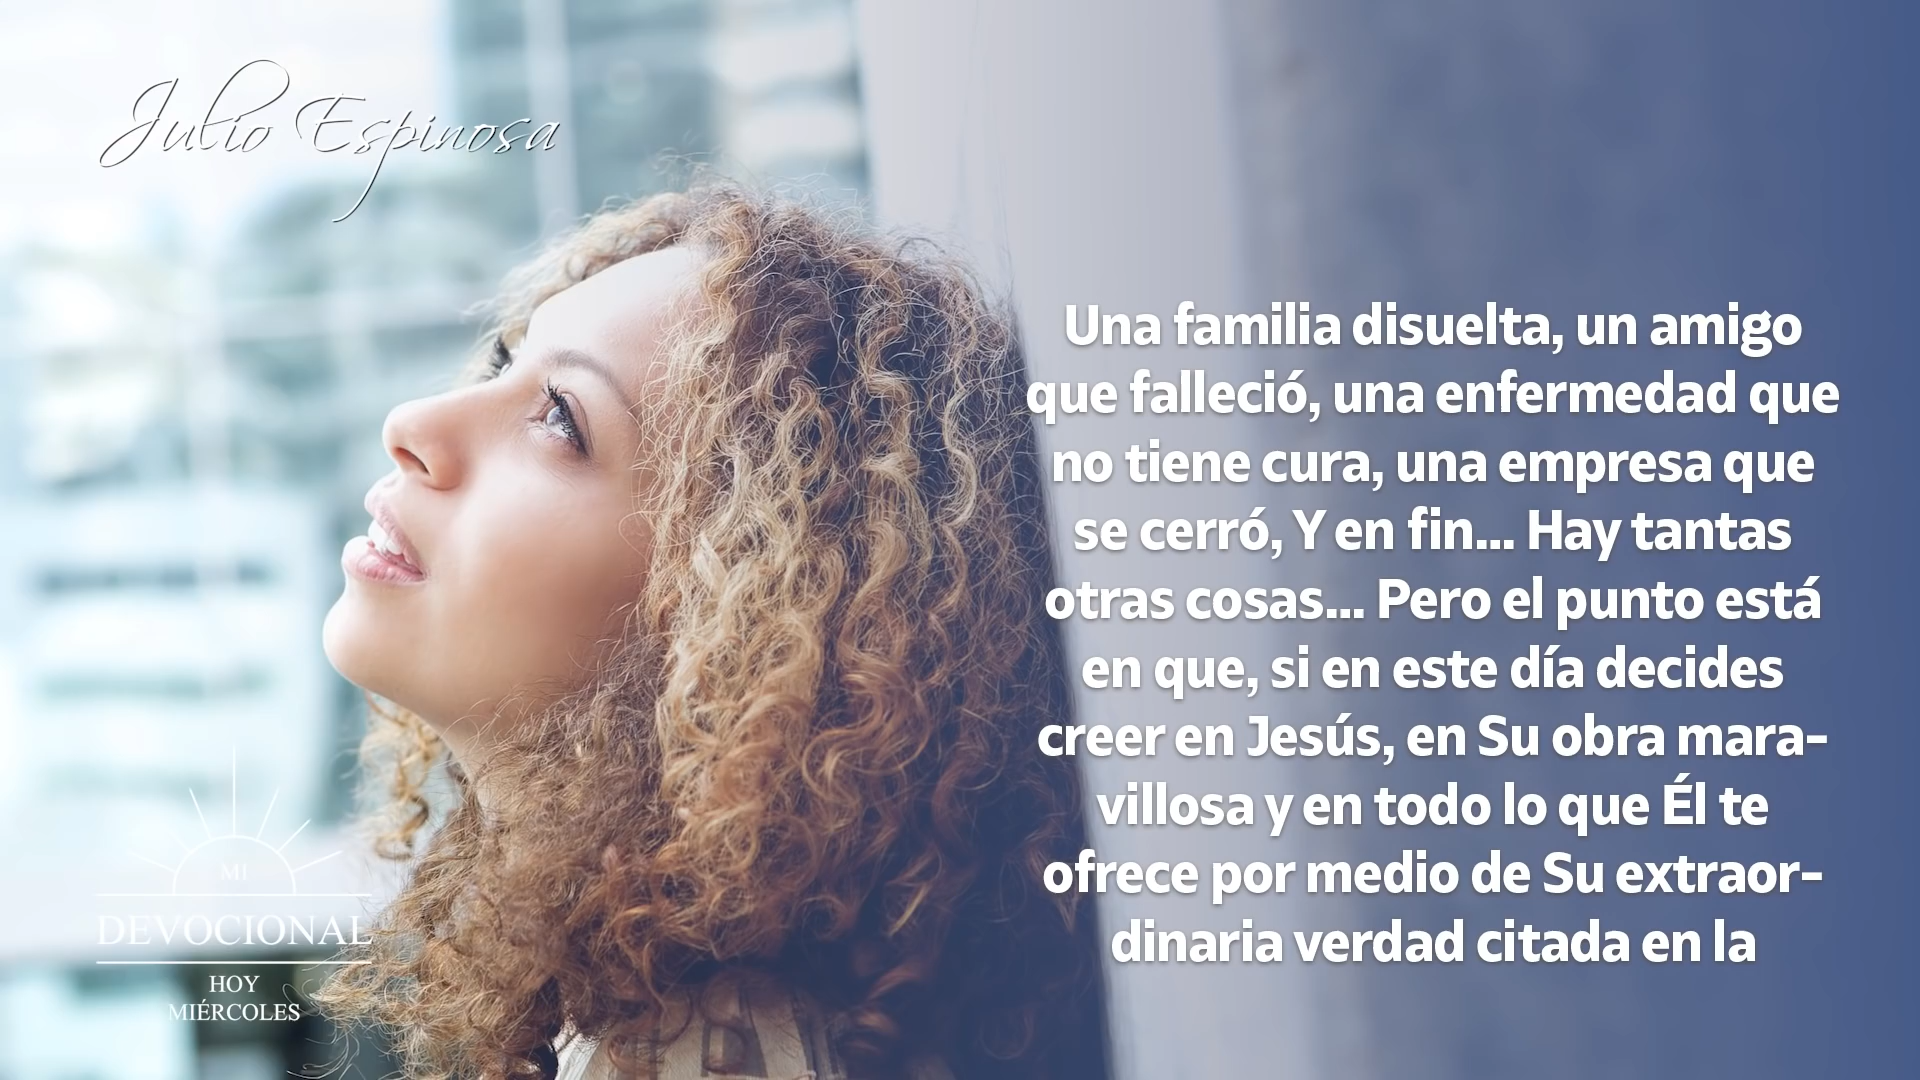 Julio Espinosa
Una familia disuelta, un amigo
que falleció, una enfermedad que
no tiene cura, una empresa que
se cerró, Y en fin... Hay tantas
otras cosas... Pero el punto está
en que, si en este día decides
creer en Jesús, en Su obra mara-
villosa y en todo lo que Él te
ofrece por medio de Su extraor-
dinaria verdad citada en la
MI
DEVOCIONAL
HOY
MIÉRCOLES